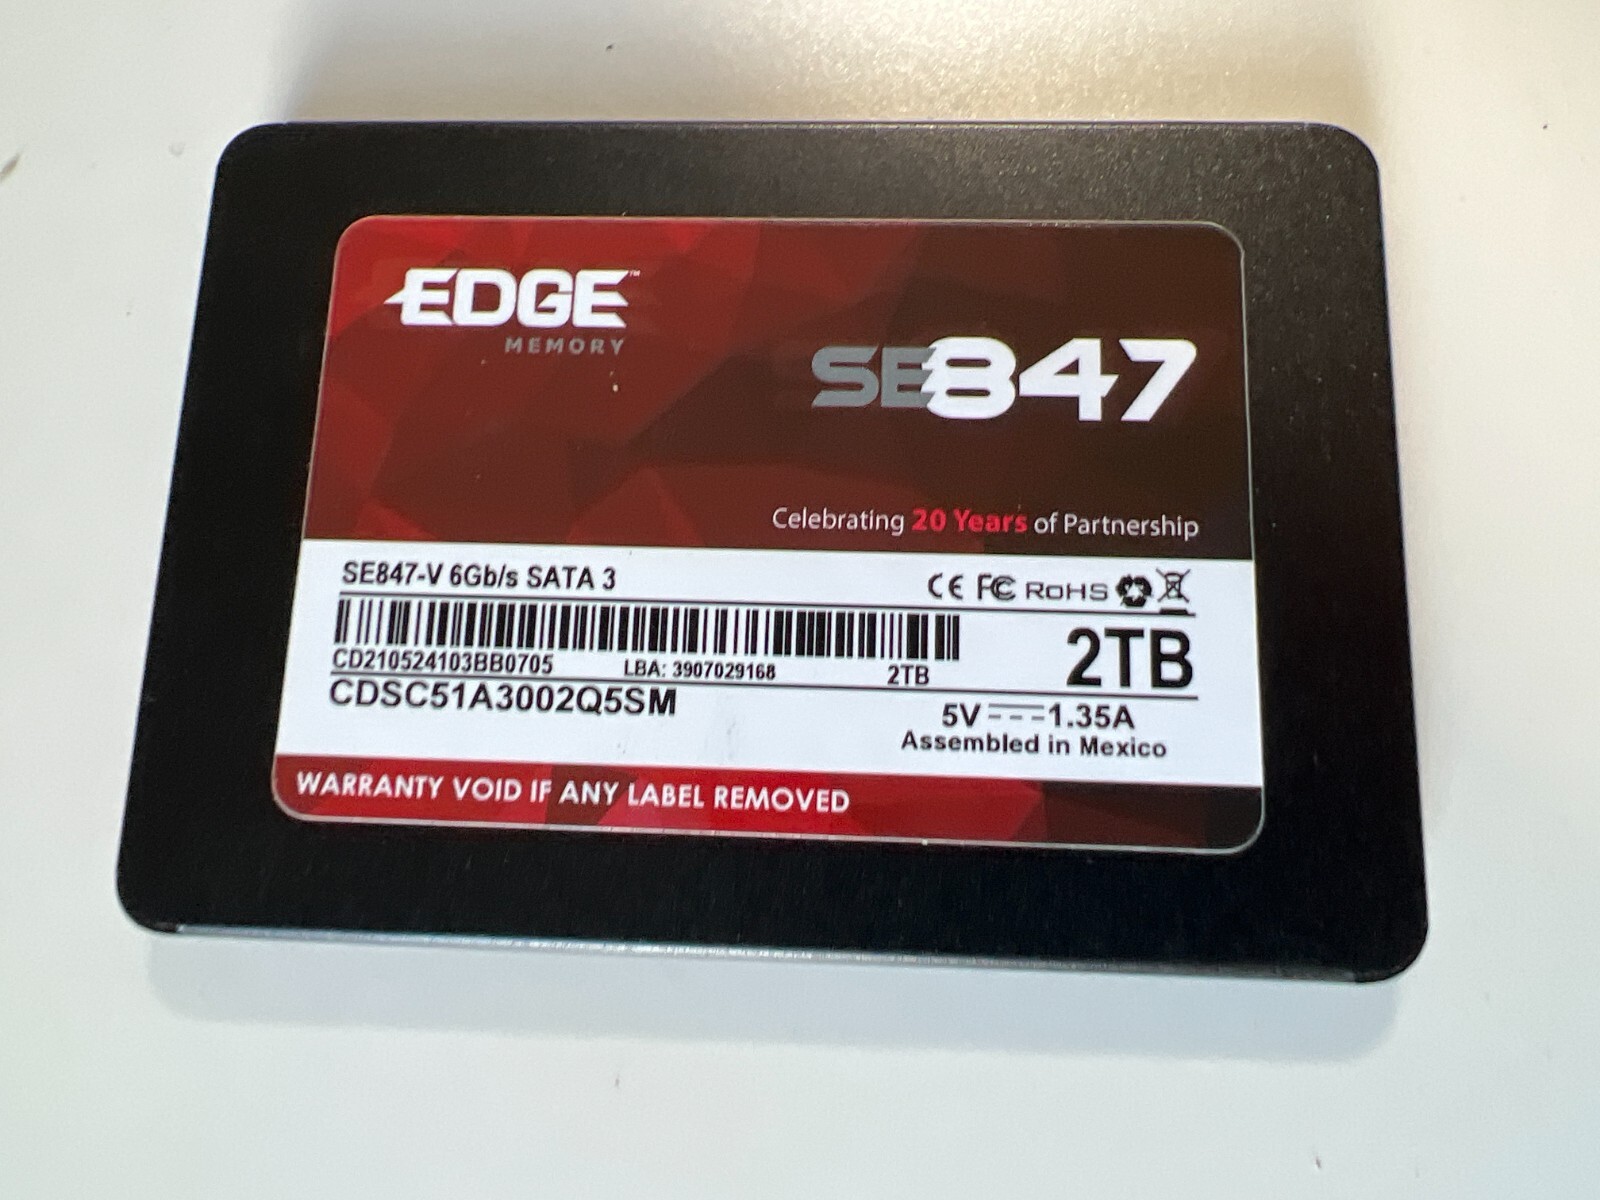 EDGE™
MEMORY
SE847
Celebrating 20 Years of Partnership
SE847-V 6Gb/s SATA 3
CE FC RoHS
CD210524103BB0705 LBA: 3907029168 2TB
2TB
CDSC51A3002Q5SM
5V 1.35A
Assembled in Mexico
WARRANTY VOID IF ANY LABEL REMOVED